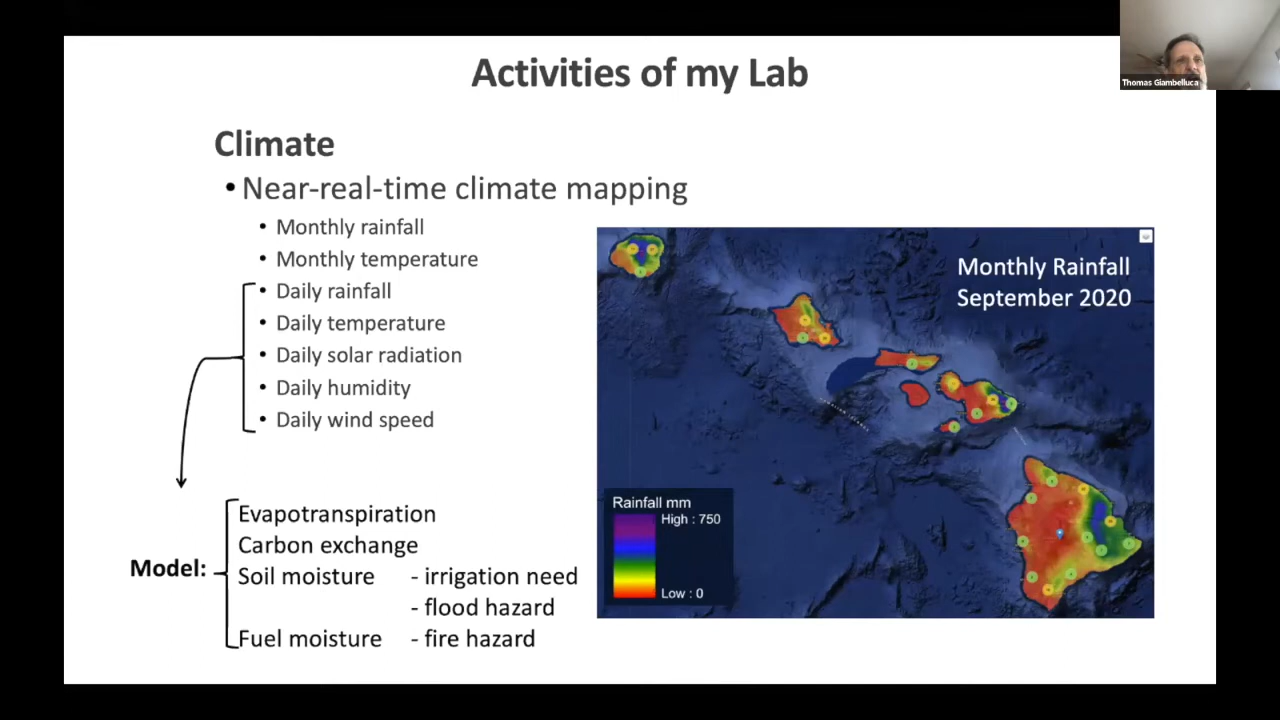 Activities of my Lab
Thomas Giambelluca
Climate
• Near-real-time climate mapping
• Monthly rainfall
• Monthly temperature
• Daily rainfall
• Daily temperature
• Daily solar radiation
• Daily humidity
• Daily wind speed
Model:
Evapotranspiration
Carbon exchange
Soil moisture - irrigation need
- flood hazard
Fuel moisture - fire hazard
Monthly Rainfall
September 2020
Rainfall mm
High : 750
Low : 0